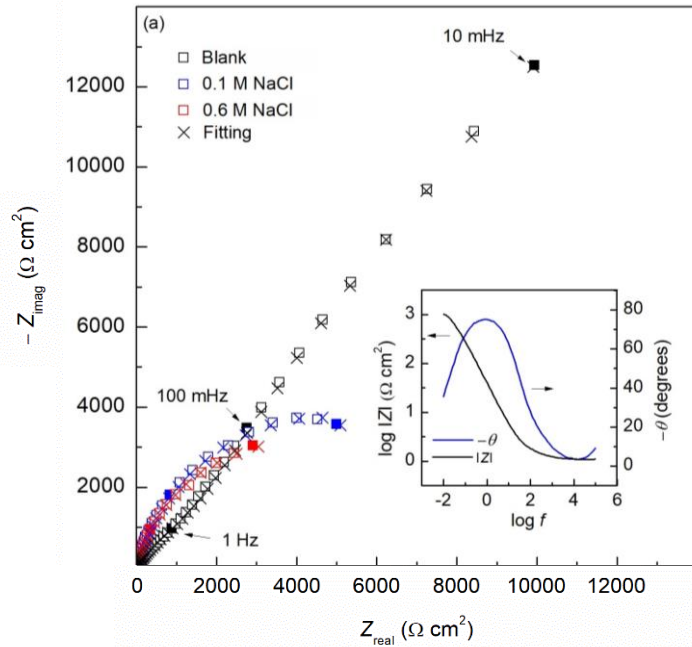 (a)
10 mHz
Blank
0.1 M NaCl
0.6 M NaCl
Fitting
12000
10000
8000
6000
4000
2000
− Z_imag (Ω cm²)
100 mHz
1 Hz
3
2
1
0
log |Z| (Ω cm²)
80
60
40
20
0
−θ (degrees)
−θ
|Z|
-2 0 2 4 6
log f
0 2000 4000 6000 8000 10000 12000
Z_real (Ω cm²)